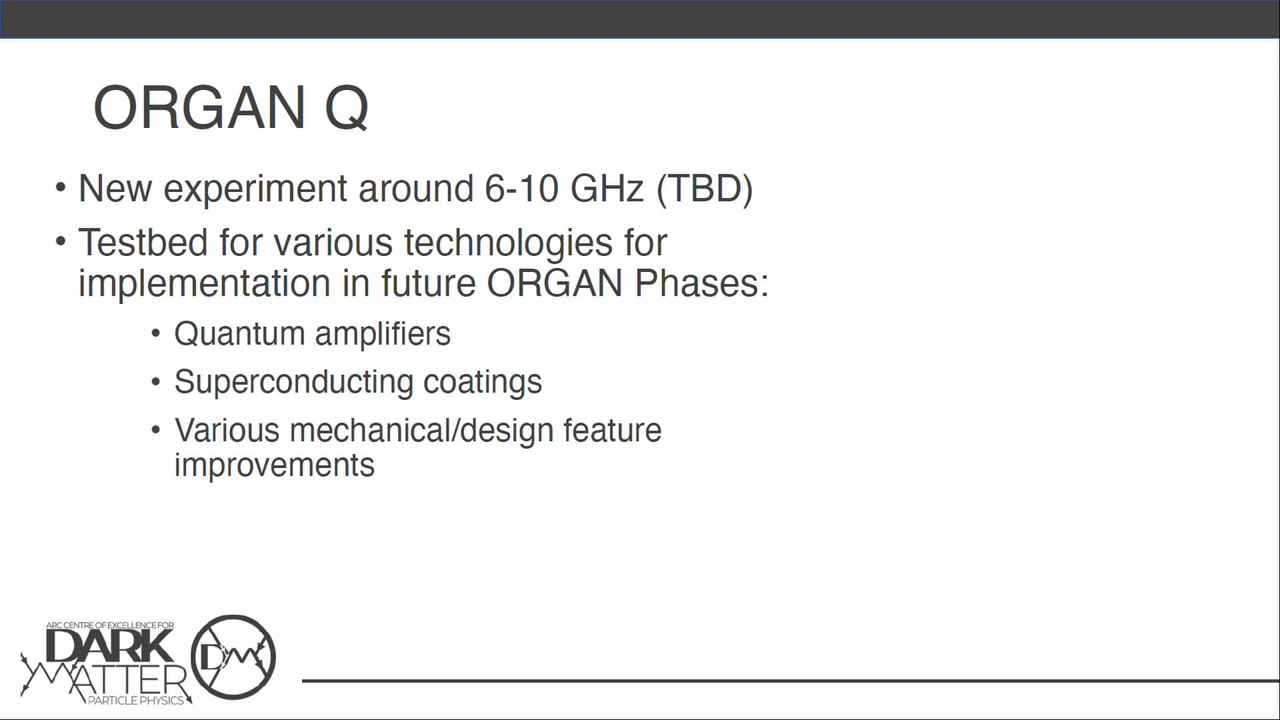 ORGAN Q
• New experiment around 6-10 GHz (TBD)
• Testbed for various technologies for
implementation in future ORGAN Phases:
• Quantum amplifiers
• Superconducting coatings
• Various mechanical/design feature
improvements
ARC CENTRE OF EXCELLENCE FOR
DARK
MATTER
PARTICLE PHYSICS
DM